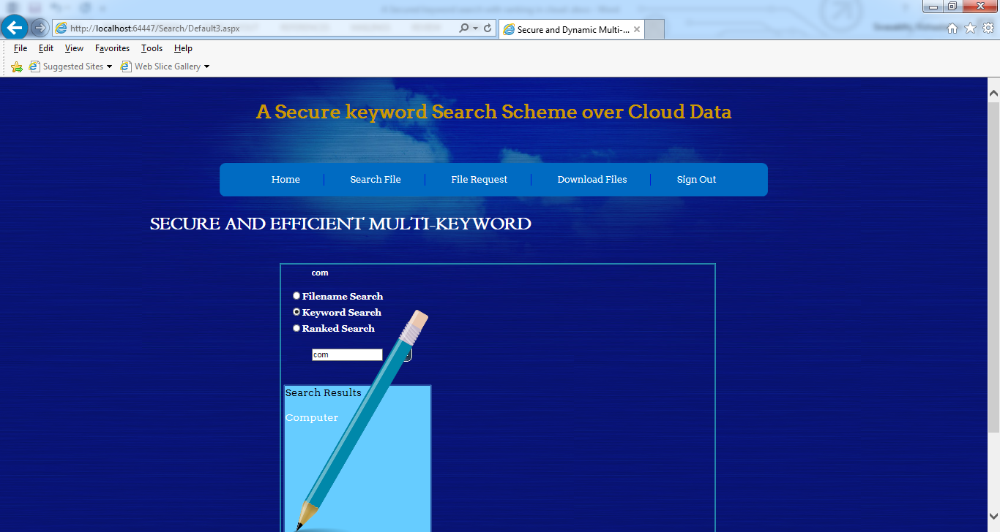 http://localhost:64447/Search/Default3.aspx
Secure and Dynamic Multi-...
File Edit View Favorites Tools Help
Suggested Sites Web Slice Gallery
A Secure keyword Search Scheme over Cloud Data
Home Search File File Request Download Files Sign Out
SECURE AND EFFICIENT MULTI-KEYWORD
com
Filename Search
Keyword Search
Ranked Search
com
Search Results
Computer